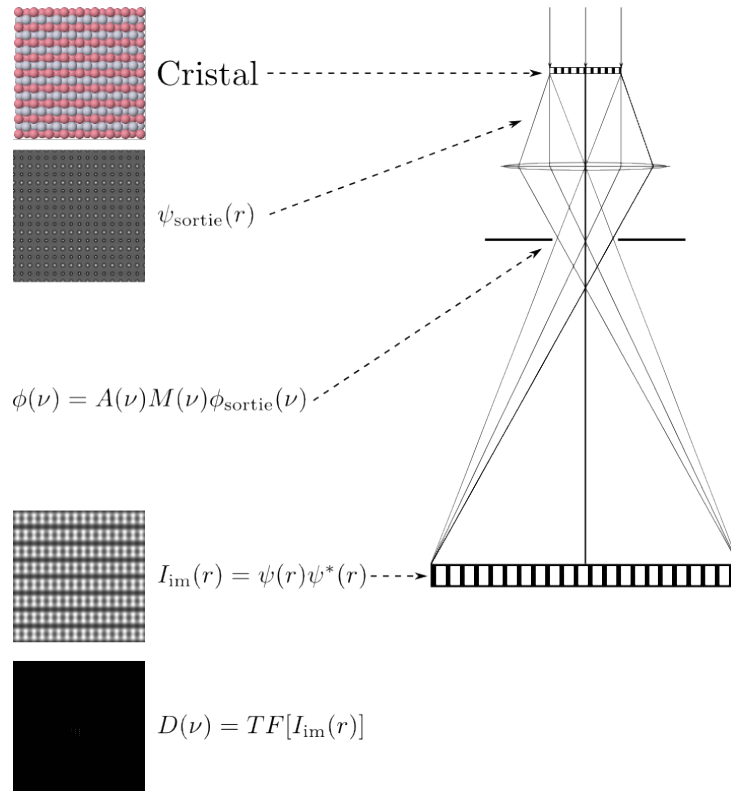 Cristal
ψsortie(r)
ϕ(ν) = A(ν)M(ν)ϕsortie(ν)
Iim(r) = ψ(r)ψ*(r)
D(ν) = TF[Iim(r)]